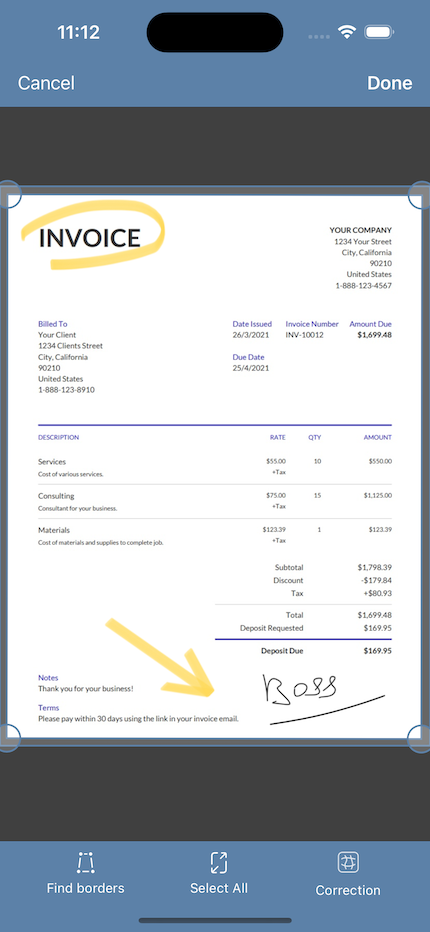 11:12
Cancel Done
INVOICE
YOUR COMPANY
1234 Your Street
City, California
90210
United States
1-888-123-4567
Billed To
Your Client
1234 Clients Street
City, California
90210
United States
1-888-123-8910
Date Issued Invoice Number Amount Due
26/3/2021 INV-10012 $1,699.48
Due Date
25/4/2021
DESCRIPTION RATE QTY AMOUNT
Services $55.00 10 $550.00
Cost of various services. +Tax
Consulting $75.00 15 $1,125.00
Consultant for your business. +Tax
Materials $123.39 1 $123.39
Cost of materials and supplies to complete job. +Tax
Subtotal $1,798.39
Discount -$179.84
Tax +$80.93
Total $1,699.48
Deposit Requested $169.95
Deposit Due $169.95
Notes
Thank you for your business!
Boss
Terms
Please pay within 30 days using the link in your invoice email.
Find borders Select All Correction